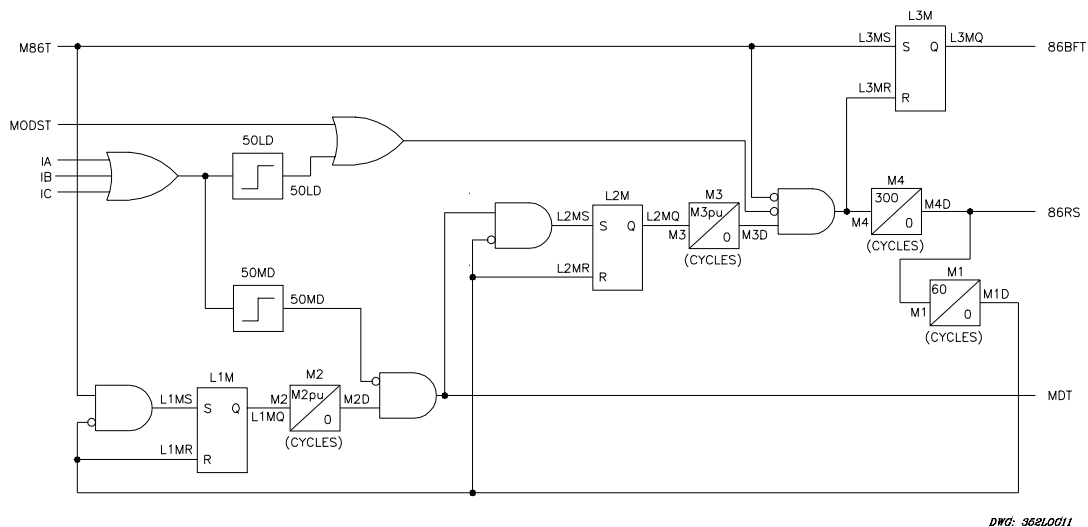 L3M
M86T
L3MS
S
Q
L3MQ
86BFT
L3MR
R
MODST
50LD
IA
IB
IC
50LD
L2M
M3
M4
L2MS
S
Q
L2MQ
M3pu
0
M3
M3D
300
0
M4
M4D
86RS
(CYCLES)
(CYCLES)
L2MR
R
50MD
50MD
M1
60
0
M1
M1D
(CYCLES)
L1M
M2
L1MS
S
Q
M2
L1MQ
M2pu
0
M2D
MDT
(CYCLES)
L1MR
R
DWG: 352LOG11